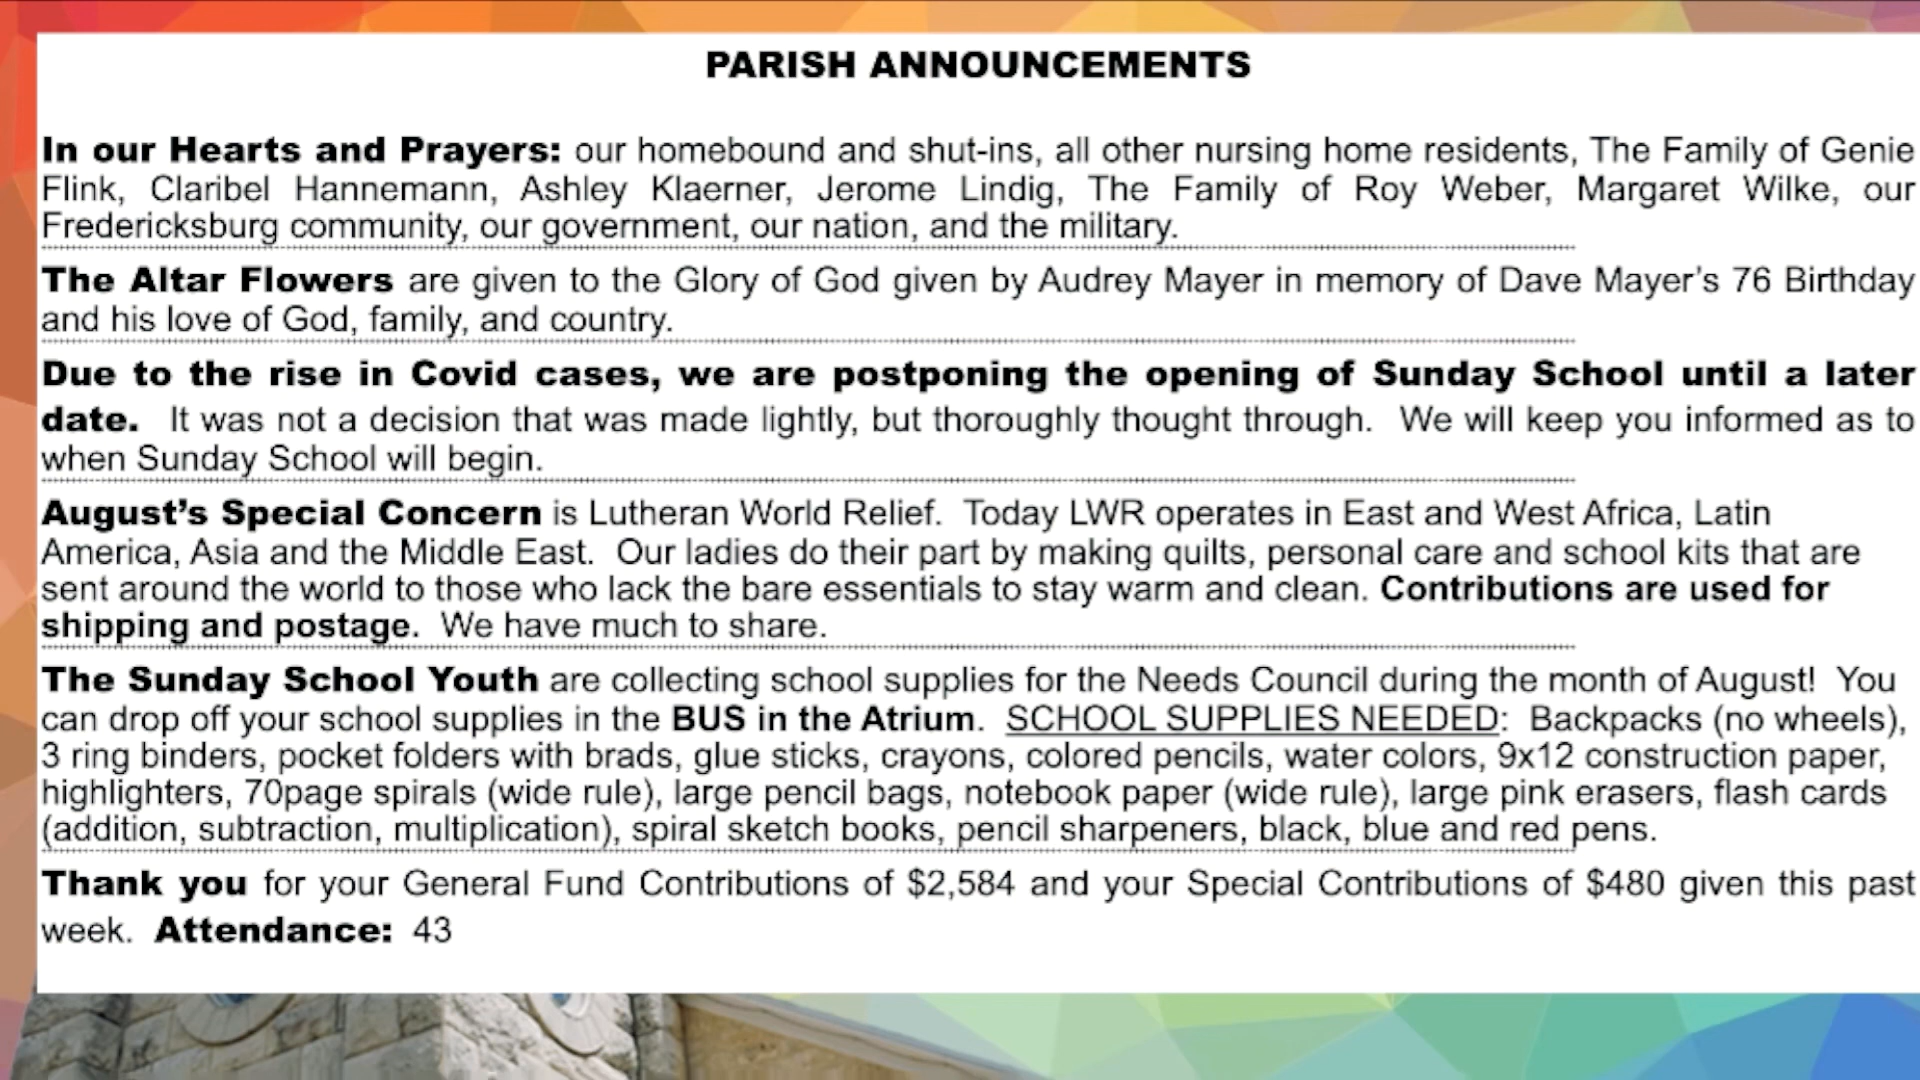 PARISH ANNOUNCEMENTS
In our Hearts and Prayers: our homebound and shut-ins, all other nursing home residents, The Family of Genie
Flink, Claribel Hannemann, Ashley Klaerner, Jerome Lindig, The Family of Roy Weber, Margaret Wilke, our
Fredericksburg community, our government, our nation, and the military.
The Altar Flowers are given to the Glory of God given by Audrey Mayer in memory of Dave Mayer’s 76 Birthday
and his love of God, family, and country.
Due to the rise in Covid cases, we are postponing the opening of Sunday School until a later
date. It was not a decision that was made lightly, but thoroughly thought through. We will keep you informed as to
when Sunday School will begin.
August’s Special Concern is Lutheran World Relief. Today LWR operates in East and West Africa, Latin
America, Asia and the Middle East. Our ladies do their part by making quilts, personal care and school kits that are
sent around the world to those who lack the bare essentials to stay warm and clean. Contributions are used for
shipping and postage. We have much to share.
The Sunday School Youth are collecting school supplies for the Needs Council during the month of August! You
can drop off your school supplies in the BUS in the Atrium. SCHOOL SUPPLIES NEEDED: Backpacks (no wheels),
3 ring binders, pocket folders with brads, glue sticks, crayons, colored pencils, water colors, 9x12 construction paper,
highlighters, 70page spirals (wide rule), large pencil bags, notebook paper (wide rule), large pink erasers, flash cards
(addition, subtraction, multiplication), spiral sketch books, pencil sharpeners, black, blue and red pens.
Thank you for your General Fund Contributions of $2,584 and your Special Contributions of $480 given this past
week. Attendance: 43